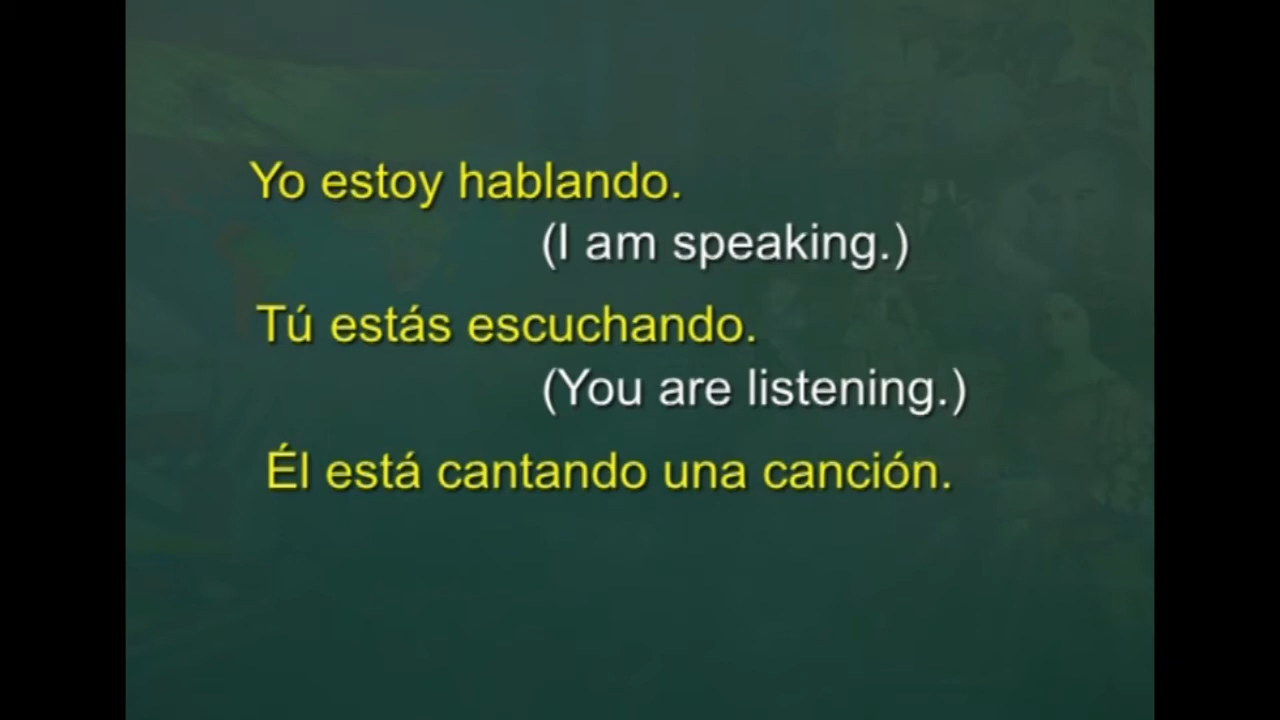 Yo estoy hablando.
(I am speaking.)
Tú estás escuchando.
(You are listening.)
Él está cantando una canción.